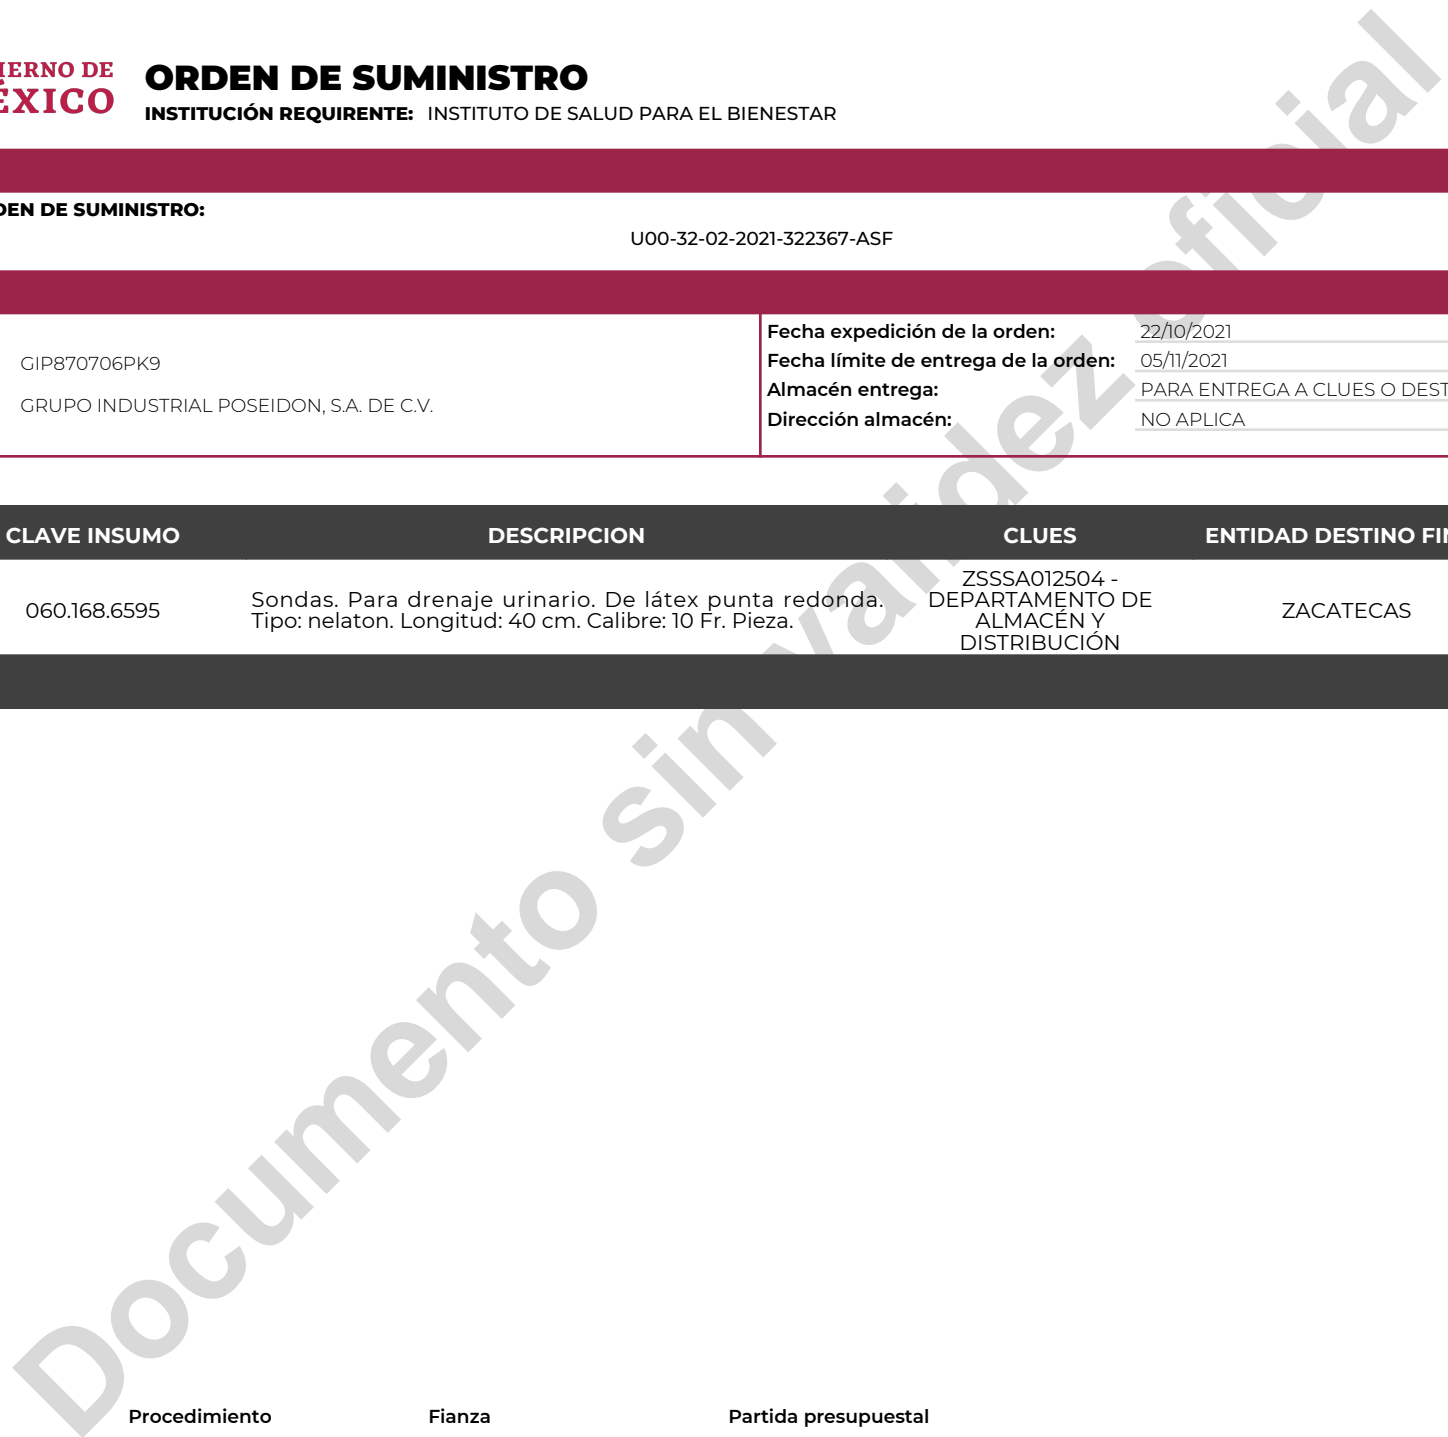 IERNO DE
ÉXICO
ORDEN DE SUMINISTRO
INSTITUCIÓN REQUIRENTE: INSTITUTO DE SALUD PARA EL BIENESTAR
DEN DE SUMINISTRO:
U00-32-02-2021-322367-ASF
GIP870706PK9
GRUPO INDUSTRIAL POSEIDON, S.A. DE C.V.
Fecha expedición de la orden: 22/10/2021
Fecha límite de entrega de la orden: 05/11/2021
Almacén entrega: PARA ENTREGA A CLUES O DEST
Dirección almacén: NO APLICA
CLAVE INSUMO DESCRIPCION CLUES ENTIDAD DESTINO FIN
060.168.6595
Sondas. Para drenaje urinario. De látex punta redonda.
Tipo: nelaton. Longitud: 40 cm. Calibre: 10 Fr. Pieza.
ZSSSA012504 -
DEPARTAMENTO DE
ALMACÉN Y
DISTRIBUCIÓN
ZACATECAS
Documento sin validez oficial
Procedimiento Fianza Partida presupuestal